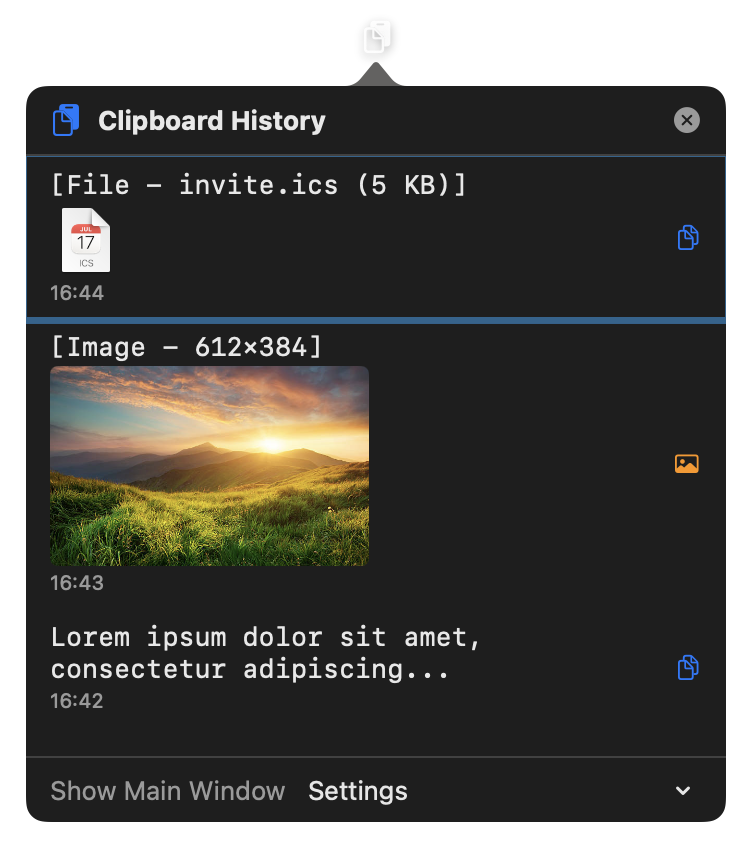 Clipboard History
[File – invite.ics (5 KB)]
JUL
17
ICS
16:44
[Image – 612×384]
16:43
Lorem ipsum dolor sit amet,
consectetur adipiscing...
16:42
Show Main Window Settings